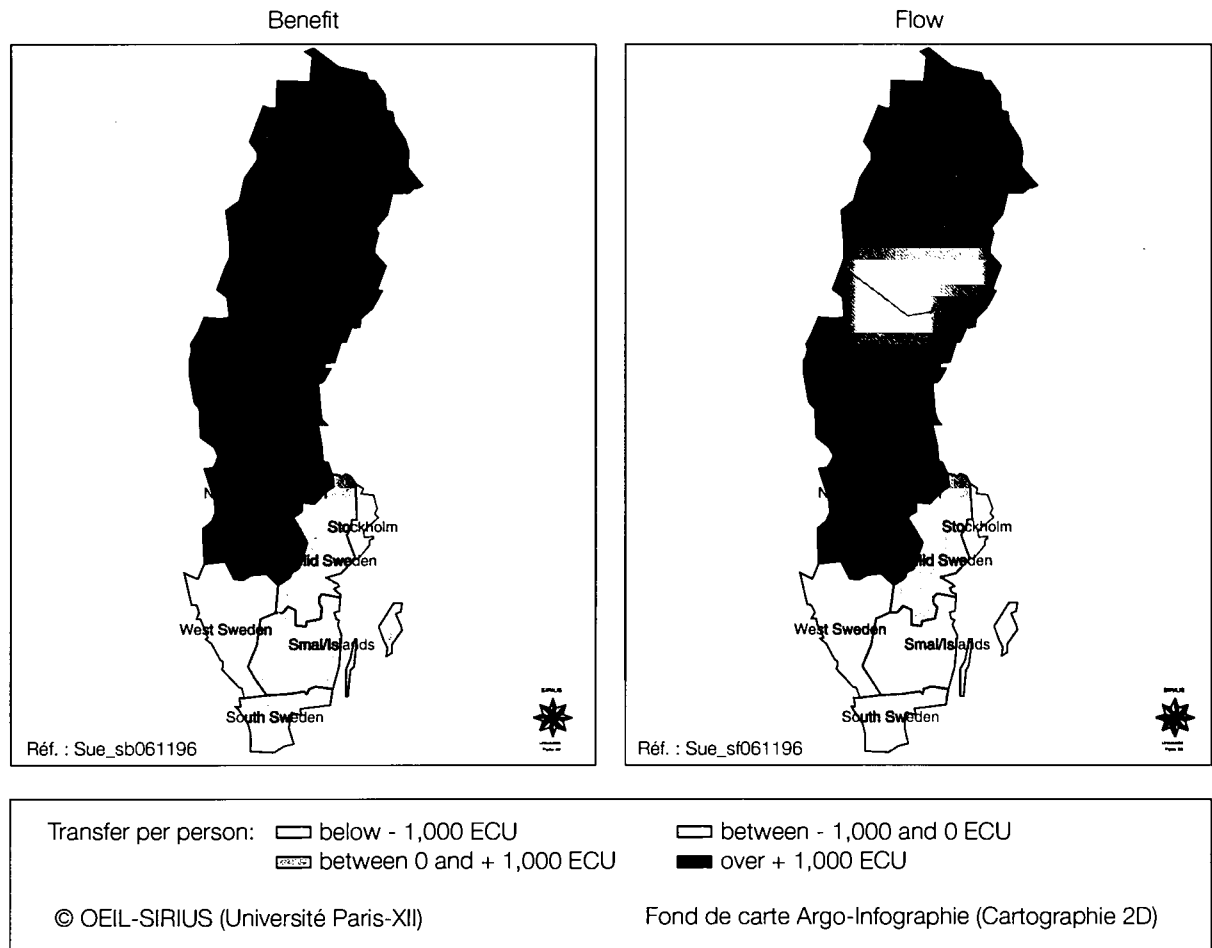 Benefit
Flow
Stockholm
Mid Sweden
West Sweden
Smal/Islands
South Sweden
SIRIUS
Réf. : Sue_sb061196
Stockholm
Mid Sweden
West Sweden
Smal/Islands
South Sweden
SIRIUS
Réf. : Sue_sf061196
Transfer per person:
below - 1,000 ECU
between - 1,000 and 0 ECU
between 0 and + 1,000 ECU
over + 1,000 ECU
© OEIL-SIRIUS (Université Paris-XII)
Fond de carte Argo-Infographie (Cartographie 2D)